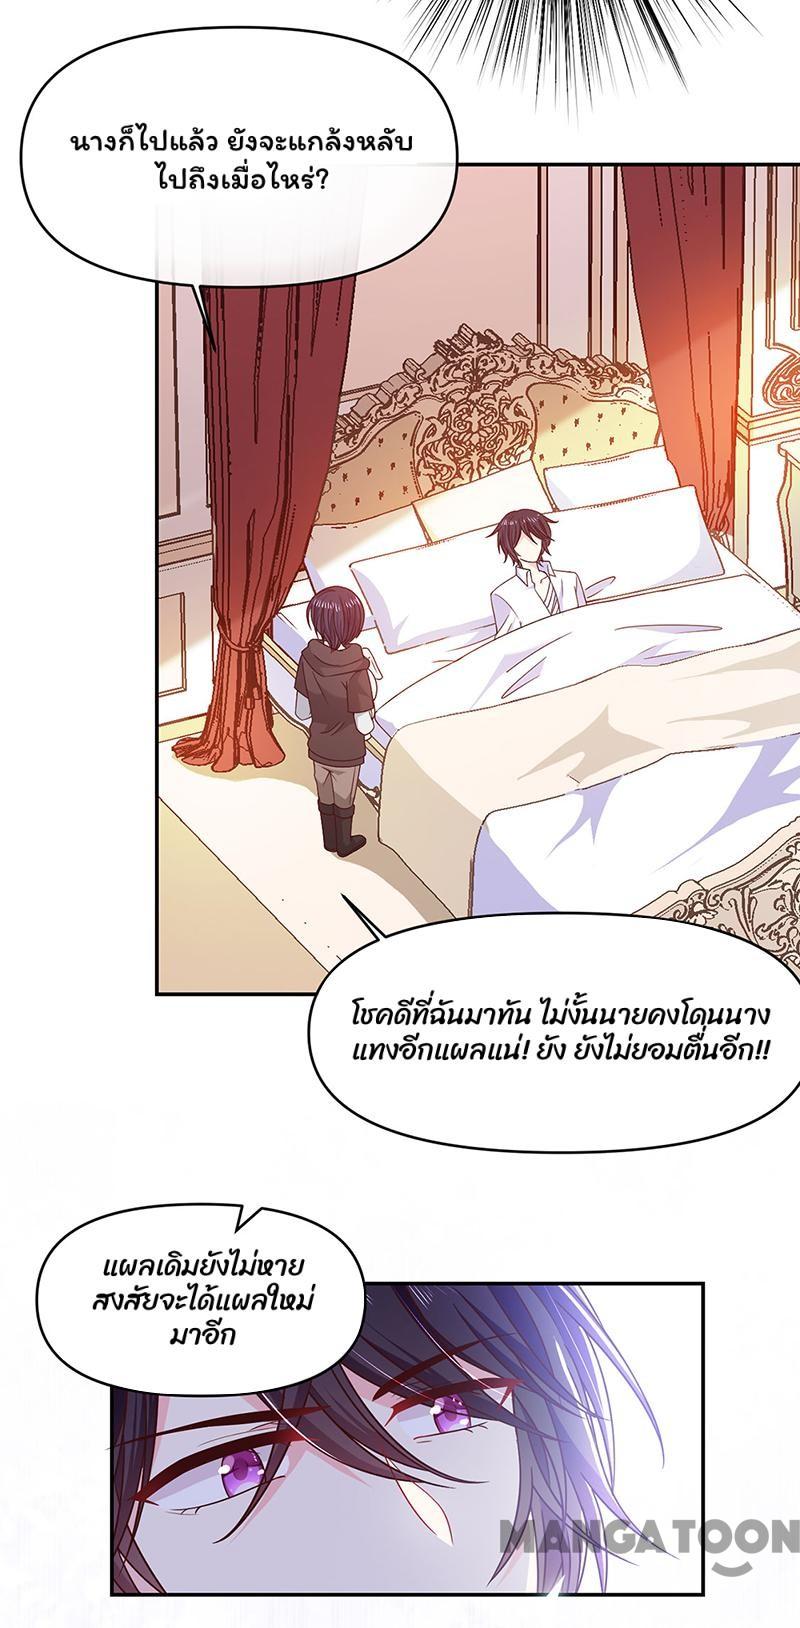 นางก็ไปแล้ว ยังจะแกล้งหลับ
ไปถึงเมื่อไหร่?
โชคดีที่ฉันมาทัน ไม่งั้นนายคงโดนนาง
แทงอีกแผลแน่! ยัง ยังไม่ยอมตื่นอีก!!
แผลเดิมยังไม่หาย
สงสัยจะได้แผลใหม่
มาอีก
MANGATOON